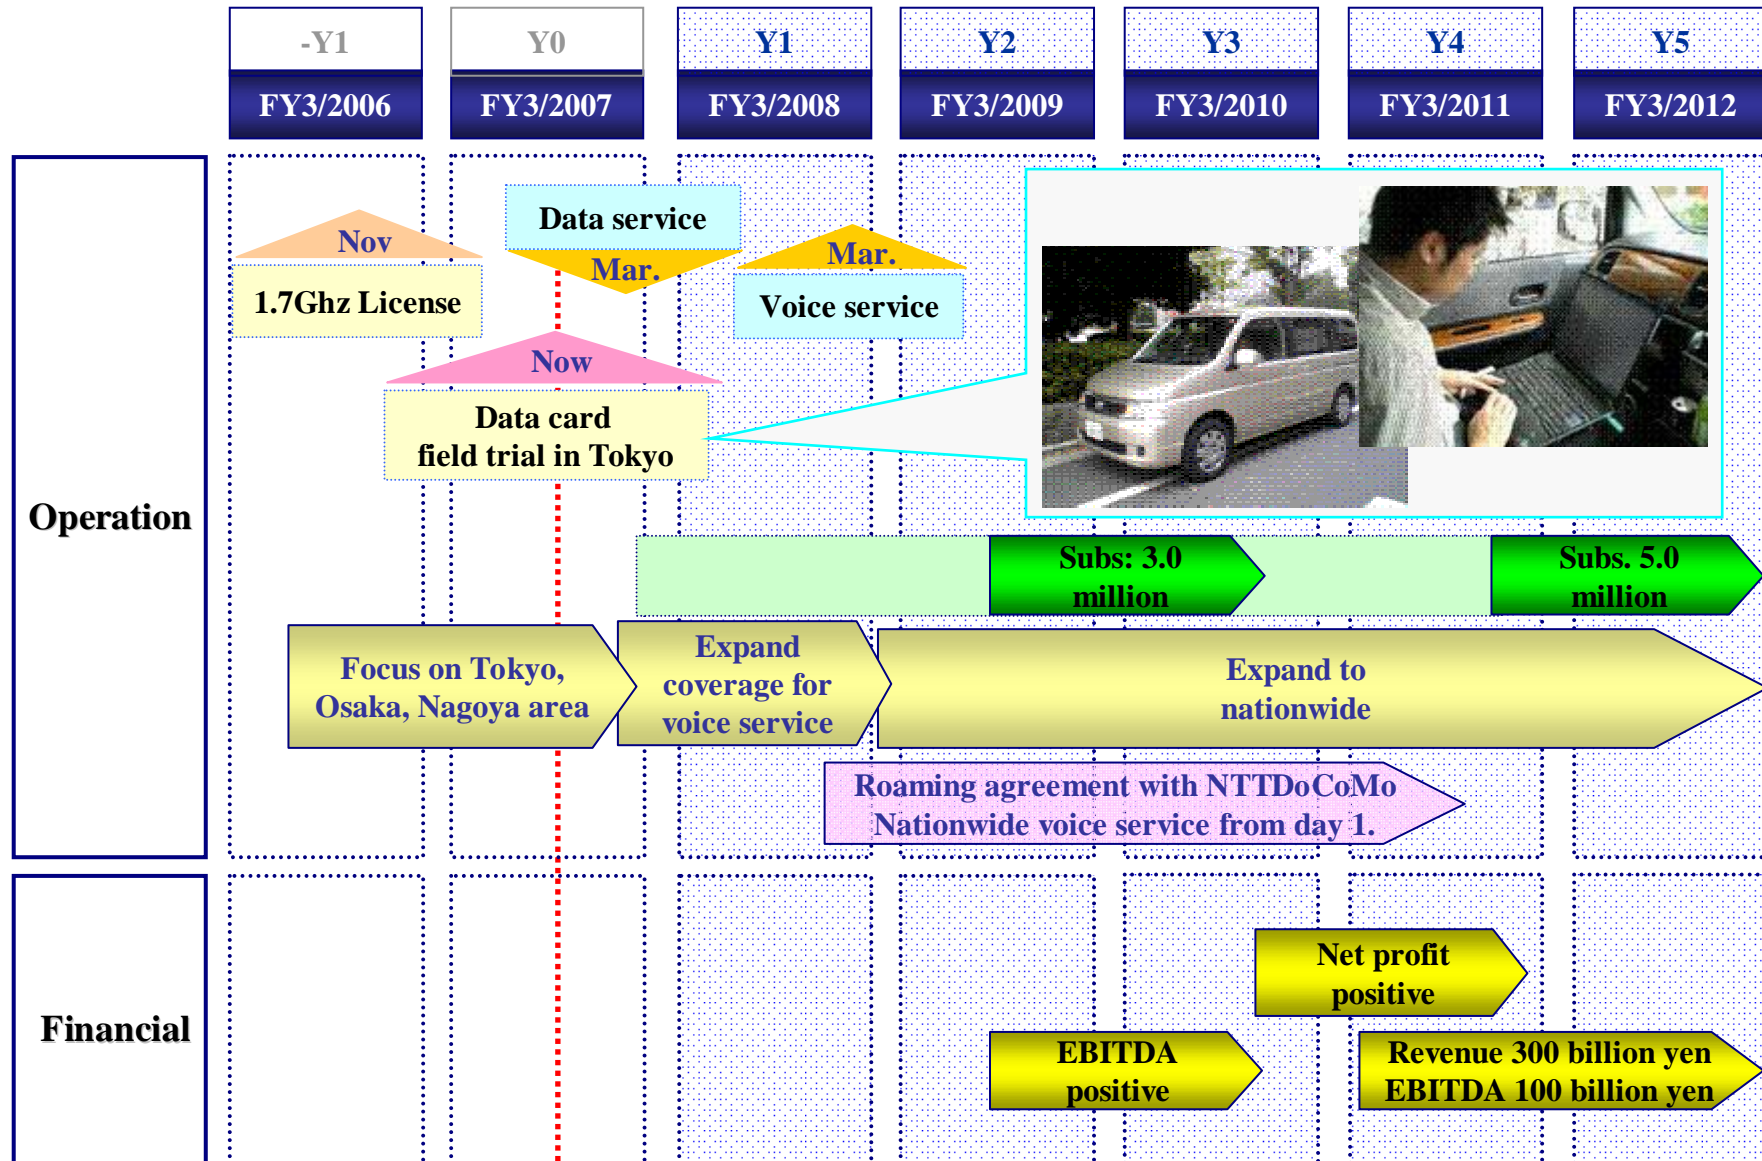 -Y1
Y0
Y1
Y2
Y3
Y4
Y5
FY3/2006
FY3/2007
FY3/2008
FY3/2009
FY3/2010
FY3/2011
FY3/2012
Operation
Nov
1.7Ghz License
Data service
Mar.
Mar.
Voice service
Now
Data card
field trial in Tokyo
Subs: 3.0
million
Subs. 5.0
million
Focus on Tokyo,
Osaka, Nagoya area
Expand
coverage for
voice service
Expand to
nationwide
Roaming agreement with NTTDoCoMo
Nationwide voice service from day 1.
Financial
Net profit
positive
EBITDA
positive
Revenue 300 billion yen
EBITDA 100 billion yen